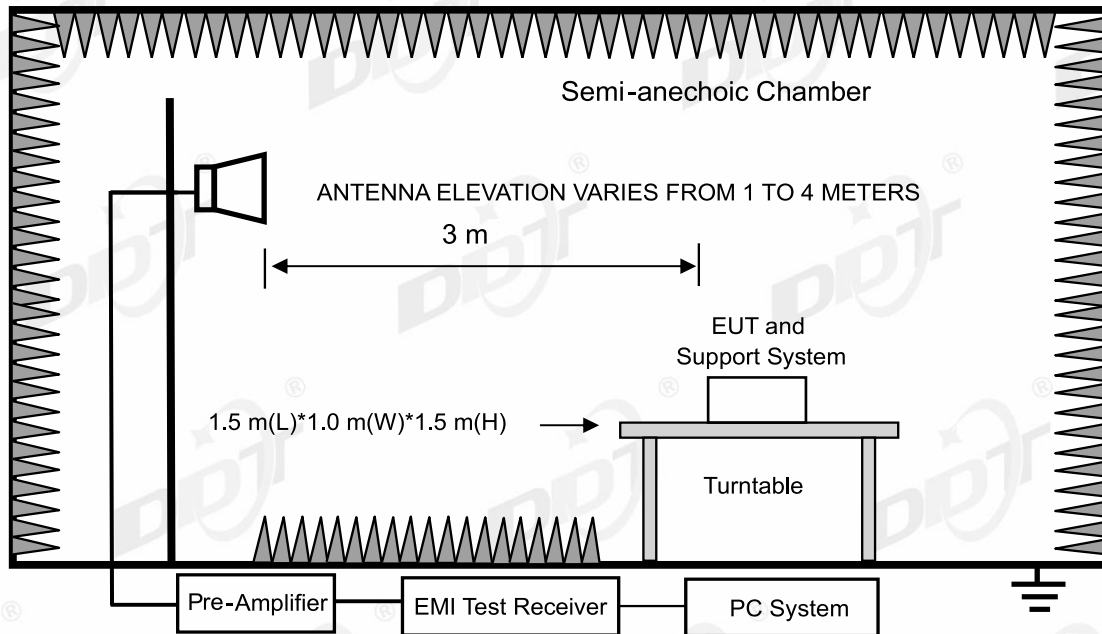 Semi-anechoic Chamber
ANTENNA ELEVATION VARIES FROM 1 TO 4 METERS
3 m
EUT and
Support System
1.5 m(L)*1.0 m(W)*1.5 m(H)
Turntable
Pre-Amplifier
EMI Test Receiver
PC System
DDT
®